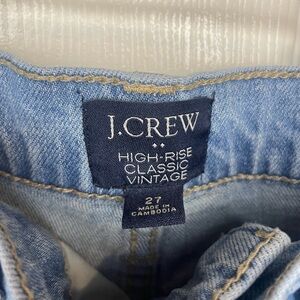 J.CREW
HIGH-RISE
CLASSIC
VINTAGE
27
MADE IN
CAMBODIA